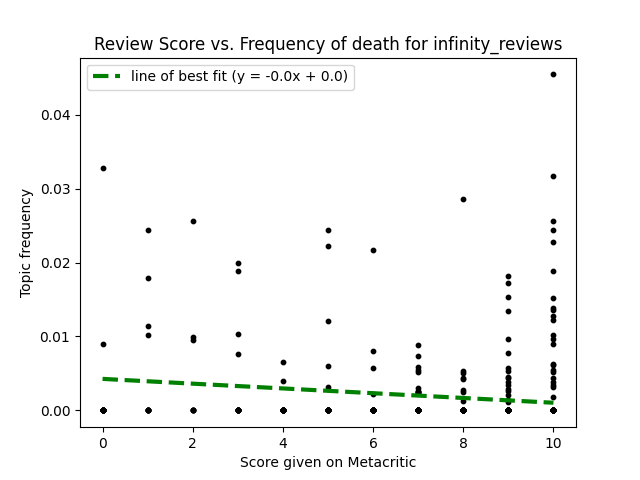 Review Score vs. Frequency of death for infinity_reviews
line of best fit (y = -0.0x + 0.0)
0.04
0.03
0.02
0.01
0.00
Topic frequency
0 2 4 6 8 10
Score given on Metacritic